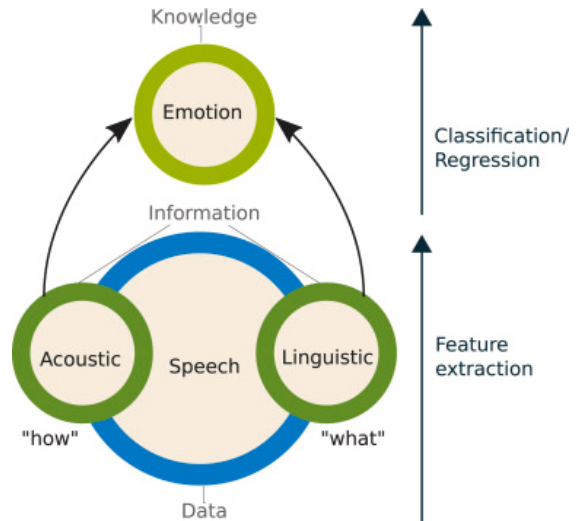 Knowledge
Emotion
Classification/
Regression
Information
Acoustic
Speech
Linguistic
Feature
extraction
"how"
"what"
Data